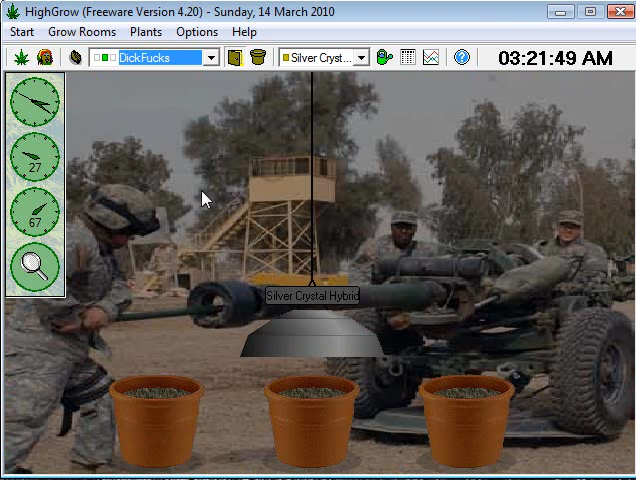 HighGrow (Freeware Version 4.20) - Sunday, 14 March 2010
Start Grow Rooms Plants Options Help
DickFucks Silver Cryst... 03:21:49 AM
27
67
Silver Crystal Hybrid